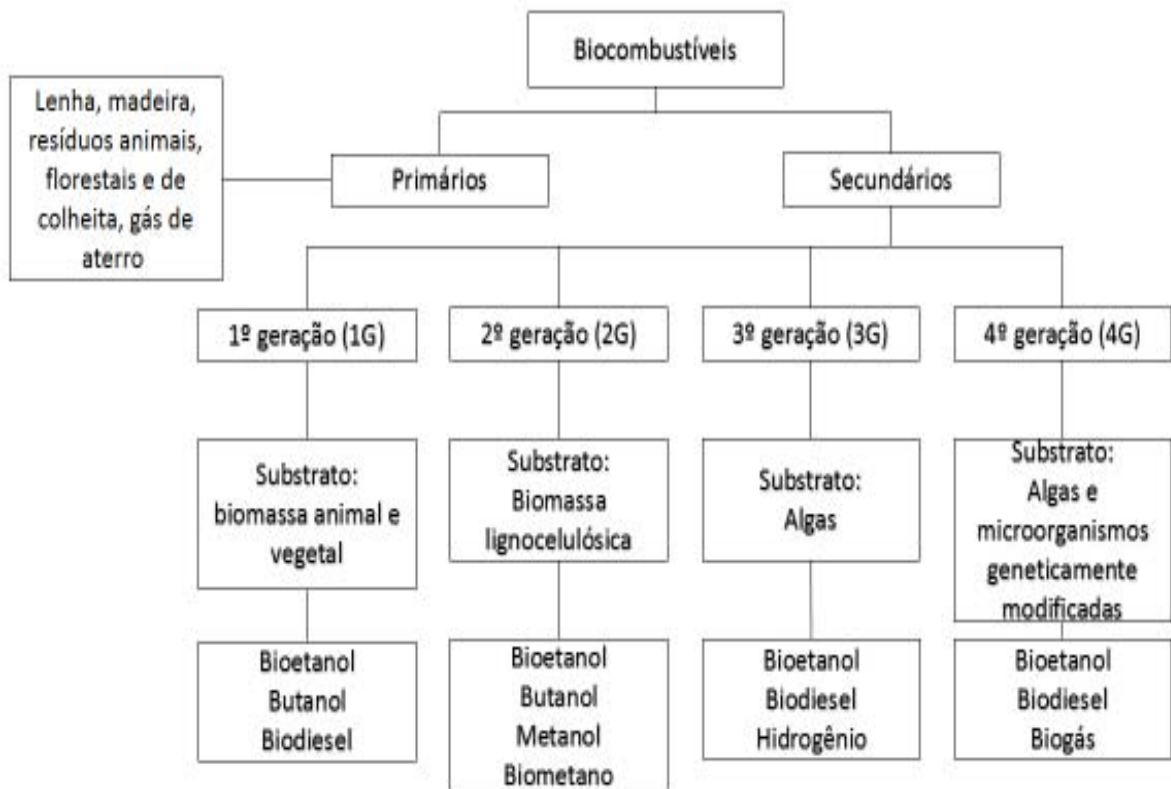 Biocombustíveis
Lenha, madeira,
resíduos animais,
florestais e de
colheita, gás de
aterro
Primários
Secundários
1º geração (1G)
2º geração (2G)
3º geração (3G)
4º geração (4G)
Substrato:
biomassa animal e
vegetal
Substrato:
Biomassa
lignocelulósica
Substrato:
Algas
Substrato:
Algas e
microorganismos
geneticamente
modificadas
Bioetanol
Butanol
Biodiesel
Bioetanol
Butanol
Metanol
Biometano
Bioetanol
Biodiesel
Hidrogênio
Bioetanol
Biodiesel
Biogás